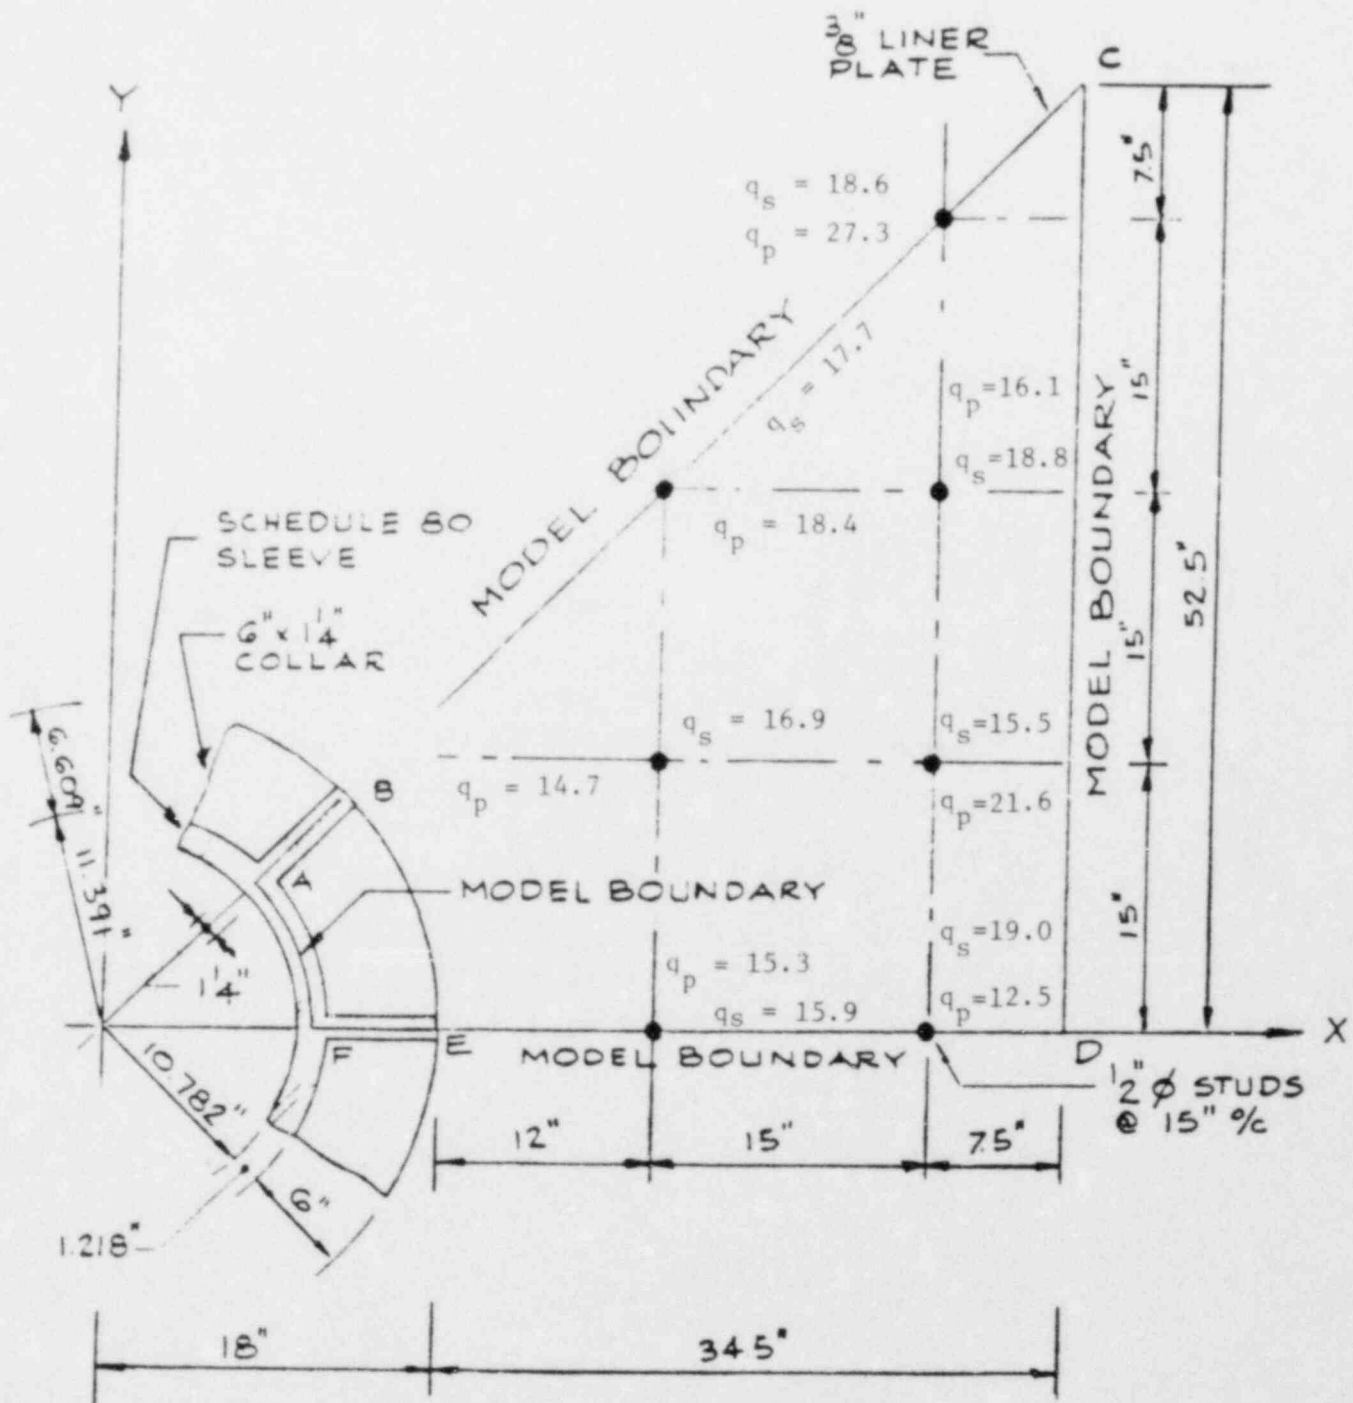 3/8" LINER
PLATE
C
Y
7.5"
q_s = 18.6
q_p = 27.3
MODEL BOUNDARY
q_s = 17.7
q_p=16.1
15"
q_s=18.8
MODEL BOUNDARY
52.5"
SCHEDULE 80
SLEEVE
q_p = 18.4
6" x 1 1/4"
COLLAR
15"
6.609"
q_s = 16.9
q_s=15.5
B
q_p = 14.7
q_p=21.6
11.391"
A
MODEL BOUNDARY
15"
q_s=19.0
q_p = 15.3
1 1/4"
q_s = 15.9
q_p=12.5
X
F
E
MODEL BOUNDARY
D
10.782"
1/2" Ø STUDS
@ 15" o/c
12"
15"
7.5"
6"
1.218"
18"
34.5"